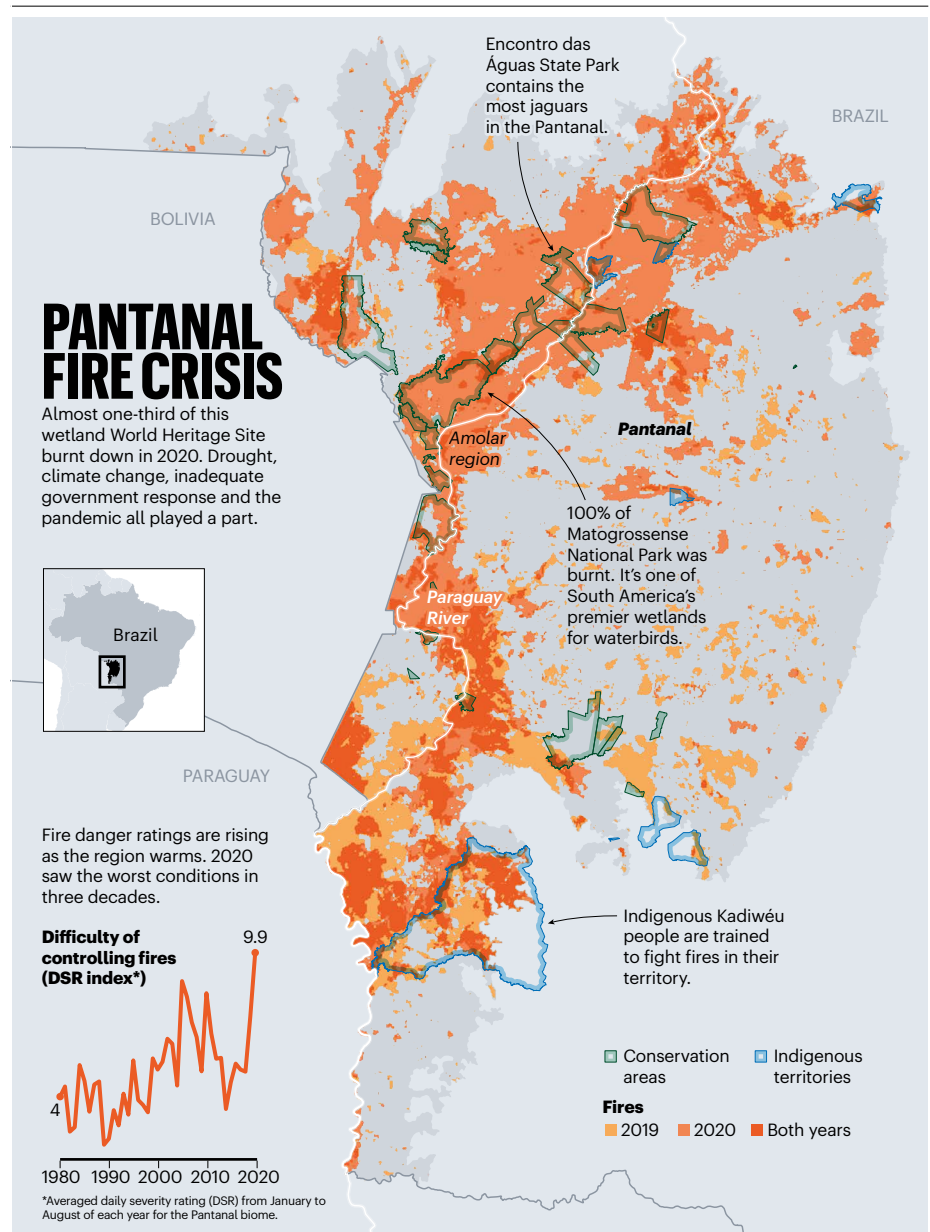 Encontro das
Águas State Park
contains the
most jaguars
in the Pantanal.
BRAZIL
BOLIVIA
PANTANAL
FIRE CRISIS
Almost one-third of this
wetland World Heritage Site
burnt down in 2020. Drought,
climate change, inadequate
government response and the
pandemic all played a part.
Amolar
region
Pantanal
100% of
Matogrossense
National Park was
burnt. It’s one of
South America’s
premier wetlands
for waterbirds.
Paraguay
River
Brazil
PARAGUAY
Fire danger ratings are rising
as the region warms. 2020
saw the worst conditions in
three decades.
Difficulty of
controlling fires
(DSR index*)
9.9
4
1980 1990 2000 2010 2020
*Averaged daily severity rating (DSR) from January to
August of each year for the Pantanal biome.
Indigenous Kadiwéu
people are trained
to fight fires in their
territory.
Conservation
areas
Indigenous
territories
Fires
2019 2020 Both years